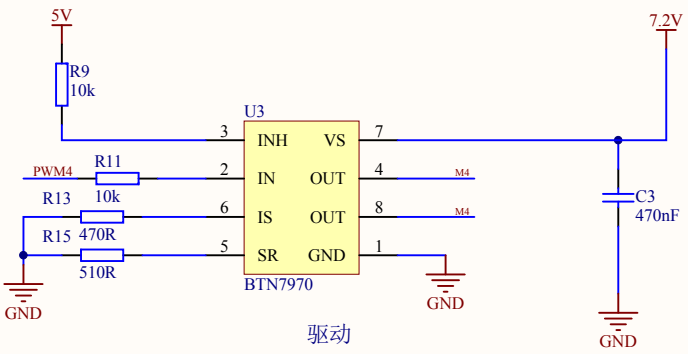 5V
7.2V
R9
10k
U3
3 INH VS 7
PWM4 R11 2 IN OUT 4 M4
10k
R13 6 IS OUT 8 M4
470R
R15 5 SR GND 1
510R
BTN7970
C3
470nF
GND
GND
GND
驱动